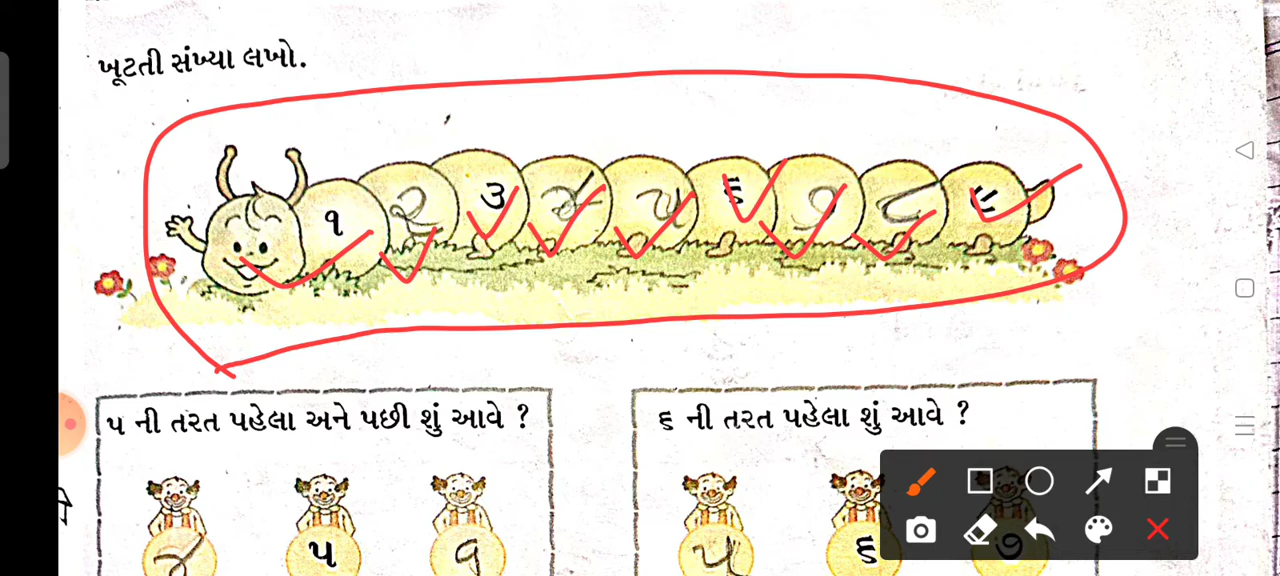 ખૂટતી સંખ્યા લખો.
૧ ૨ ૩ ૪ ૫ ૬ ૭ ૮ ૯
૫ ની તરત પહેલા અને પછી શું આવે ?
૬ ની તરત પહેલા શું આવે ?
૪ ૫
૫ ૬ ૭